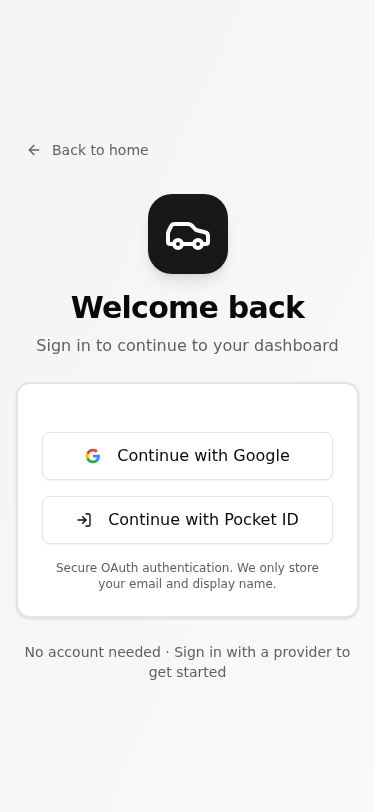 Back to home
Welcome back
Sign in to continue to your dashboard
Continue with Google
Continue with Pocket ID
Secure OAuth authentication. We only store
your email and display name.
No account needed · Sign in with a provider to
get started